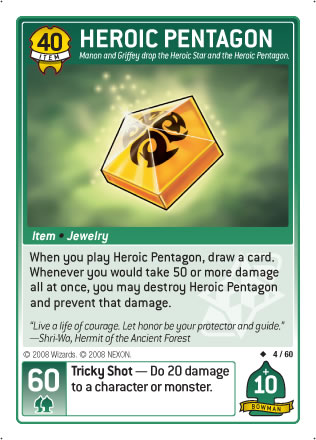 40
ITEM
HEROIC PENTAGON
Manon and Griffey drop the Heroic Star and the Heroic Pentagon.
Item • Jewelry
When you play Heroic Pentagon, draw a card.
Whenever you would take 50 or more damage
all at once, you may destroy Heroic Pentagon
and prevent that damage.
"Live a life of courage. Let honor be your protector and guide."
—Shri-Wa, Hermit of the Ancient Forest
© 2008 Wizards. © 2008 NEXON. ◆ 4 / 60
60
Tricky Shot — Do 20 damage
to a character or monster.
+
10
BOWMAN